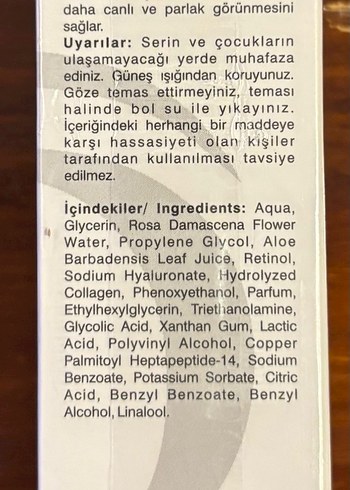 daha canlı ve parlak görünmesini
sağlar.
Uyarılar: Serin ve çocukların
ulaşamayacağı yerde muhafaza
ediniz. Güneş ışığından koruyunuz.
Göze temas ettirmeyiniz, teması
halinde bol su ile yıkayınız.
İçeriğindeki herhangi bir maddeye
karşı hassasiyeti olan kişiler
tarafından kullanılması tavsiye
edilmez.
İçindekiler/ Ingredients: Aqua,
Glycerin, Rosa Damascena Flower
Water, Propylene Glycol, Aloe
Barbadensis Leaf Juice, Retinol,
Sodium Hyaluronate, Hydrolyzed
Collagen, Phenoxyethanol, Parfum,
Ethylhexylglycerin, Triethanolamine,
Glycolic Acid, Xanthan Gum, Lactic
Acid, Polyvinyl Alcohol, Copper
Palmitoyl Heptapeptide-14, Sodium
Benzoate, Potassium Sorbate, Citric
Acid, Benzyl Benzoate, Benzyl
Alcohol, Linalool.